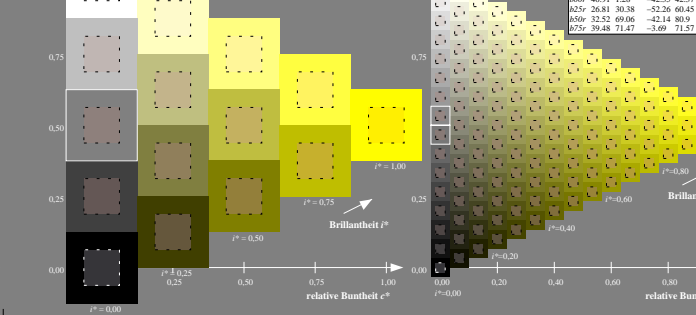 b25r 26.81 30.38 −52.26 60.45
b50r 32.52 69.06 −42.14 80.9
b75r 39.48 71.47 −3.69 71.57
0,75
0,50
0,25
0,00
i* = 1,00
i* = 0,75
i* = 0,50
i* = 0,25
i* = 0,00
Brillantheit i*
0,25
0,50
0,75
1,00
relative Buntheit c*
0,75
0,50
0,25
0,00
i*=0,80
i*=0,60
i*=0,40
i*=0,20
i*=0,00
0,00
0,20
0,40
0,60
0,80
relative Bun